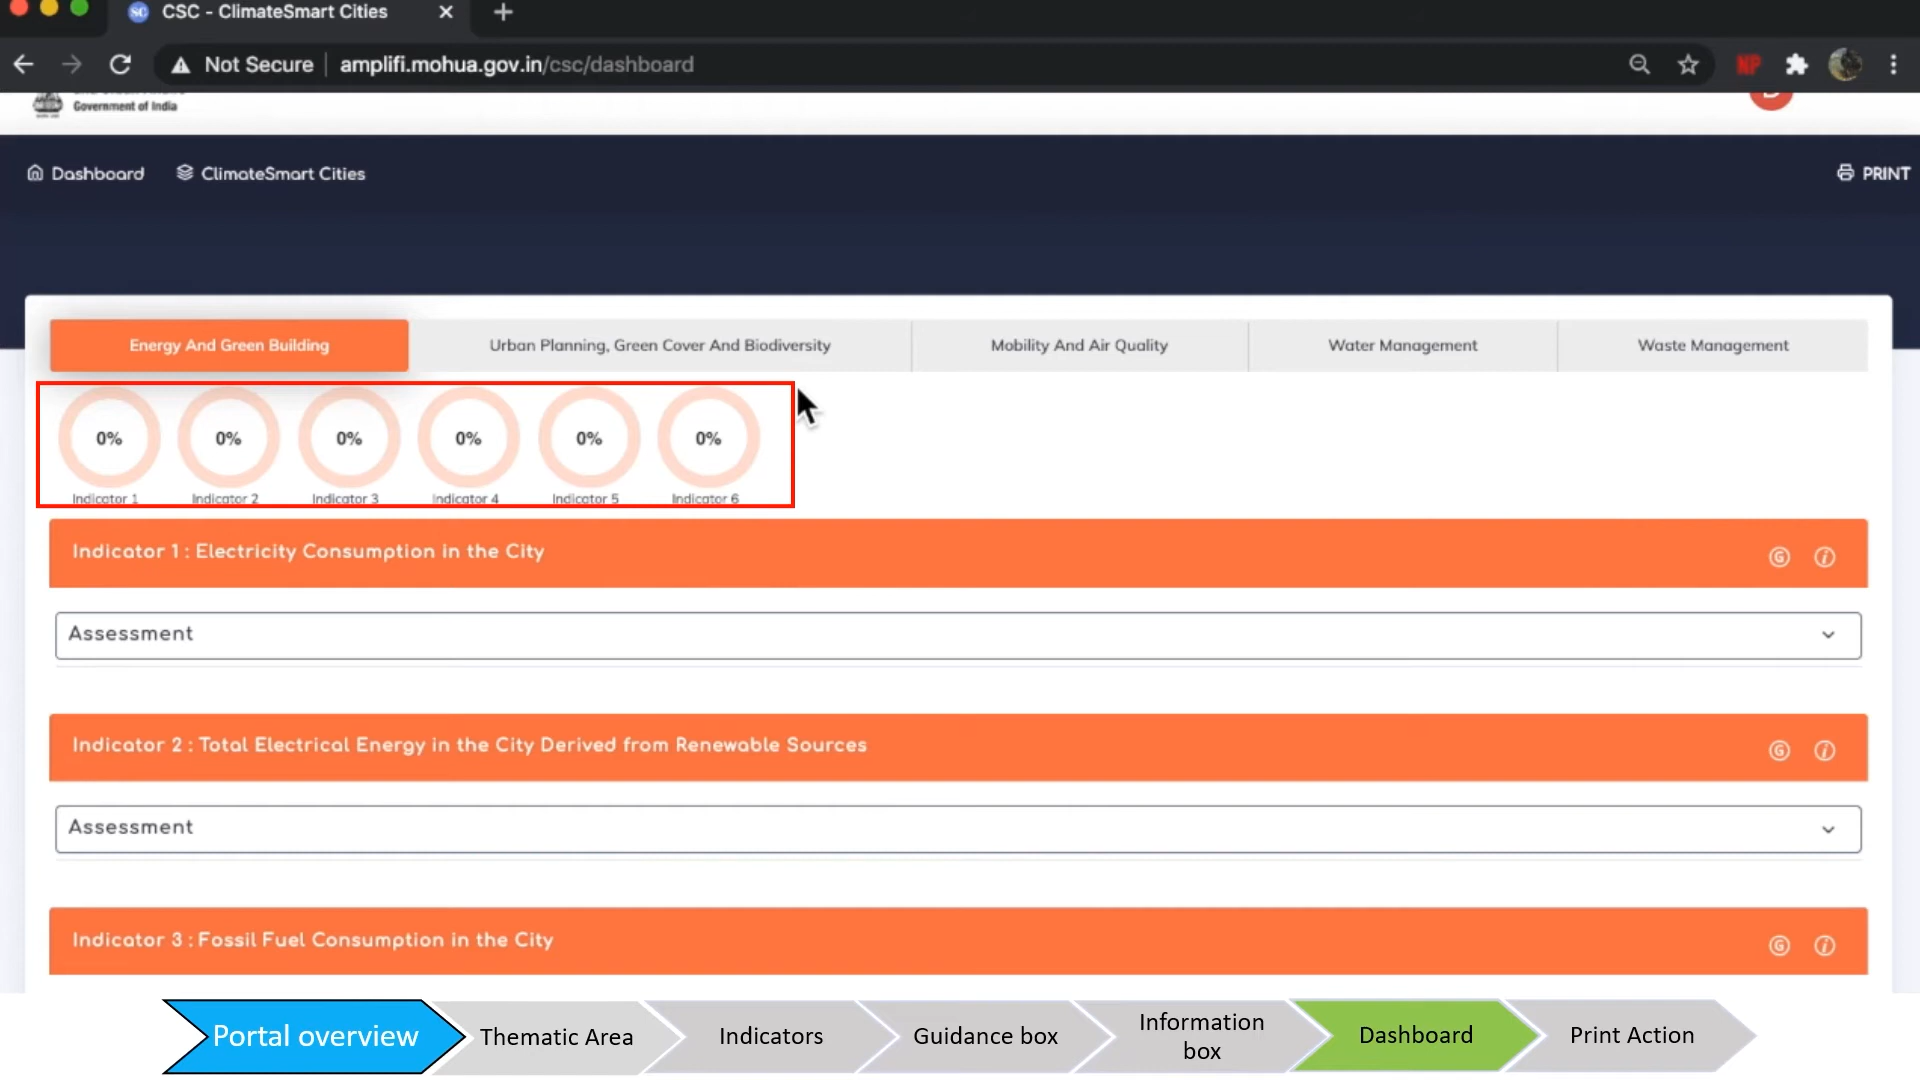 SC CSC - ClimateSmart Cities
Not Secure | amplifi.mohua.gov.in/csc/dashboard
NP
Government of India
Dashboard
ClimateSmart Cities
PRINT
Energy And Green Building
Urban Planning, Green Cover And Biodiversity
Mobility And Air Quality
Water Management
Waste Management
0%
0%
0%
0%
0%
0%
Indicator 1
Indicator 2
Indicator 3
Indicator 4
Indicator 5
Indicator 6
Indicator 1 : Electricity Consumption in the City
G i
Assessment
Indicator 2 : Total Electrical Energy in the City Derived from Renewable Sources
G i
Assessment
Indicator 3 : Fossil Fuel Consumption in the City
G i
Portal overview
Thematic Area
Indicators
Guidance box
Information
box
Dashboard
Print Action